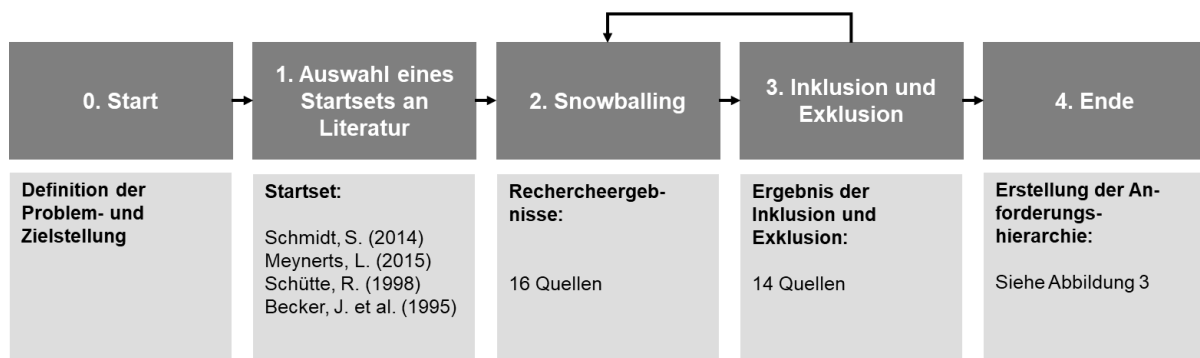 0. Start
1. Auswahl eines
Startsets an
Literatur
2. Snowballing
3. Inklusion und
Exklusion
4. Ende
Definition der
Problem- und
Zielstellung
Startset:
Schmidt, S. (2014)
Meynerts, L. (2015)
Schütte, R. (1998)
Becker, J. et al. (1995)
Rechercheergeb-
nisse:
16 Quellen
Ergebnis der
Inklusion und
Exklusion:
14 Quellen
Erstellung der An-
forderungs-
hierarchie:
Siehe Abbildung 3